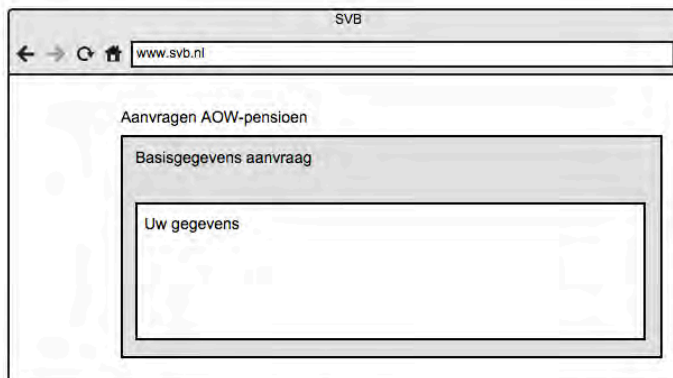 SVB
www.svb.nl
Aanvragen AOW-pensioen
Basisgegevens aanvraag
Uw gegevens